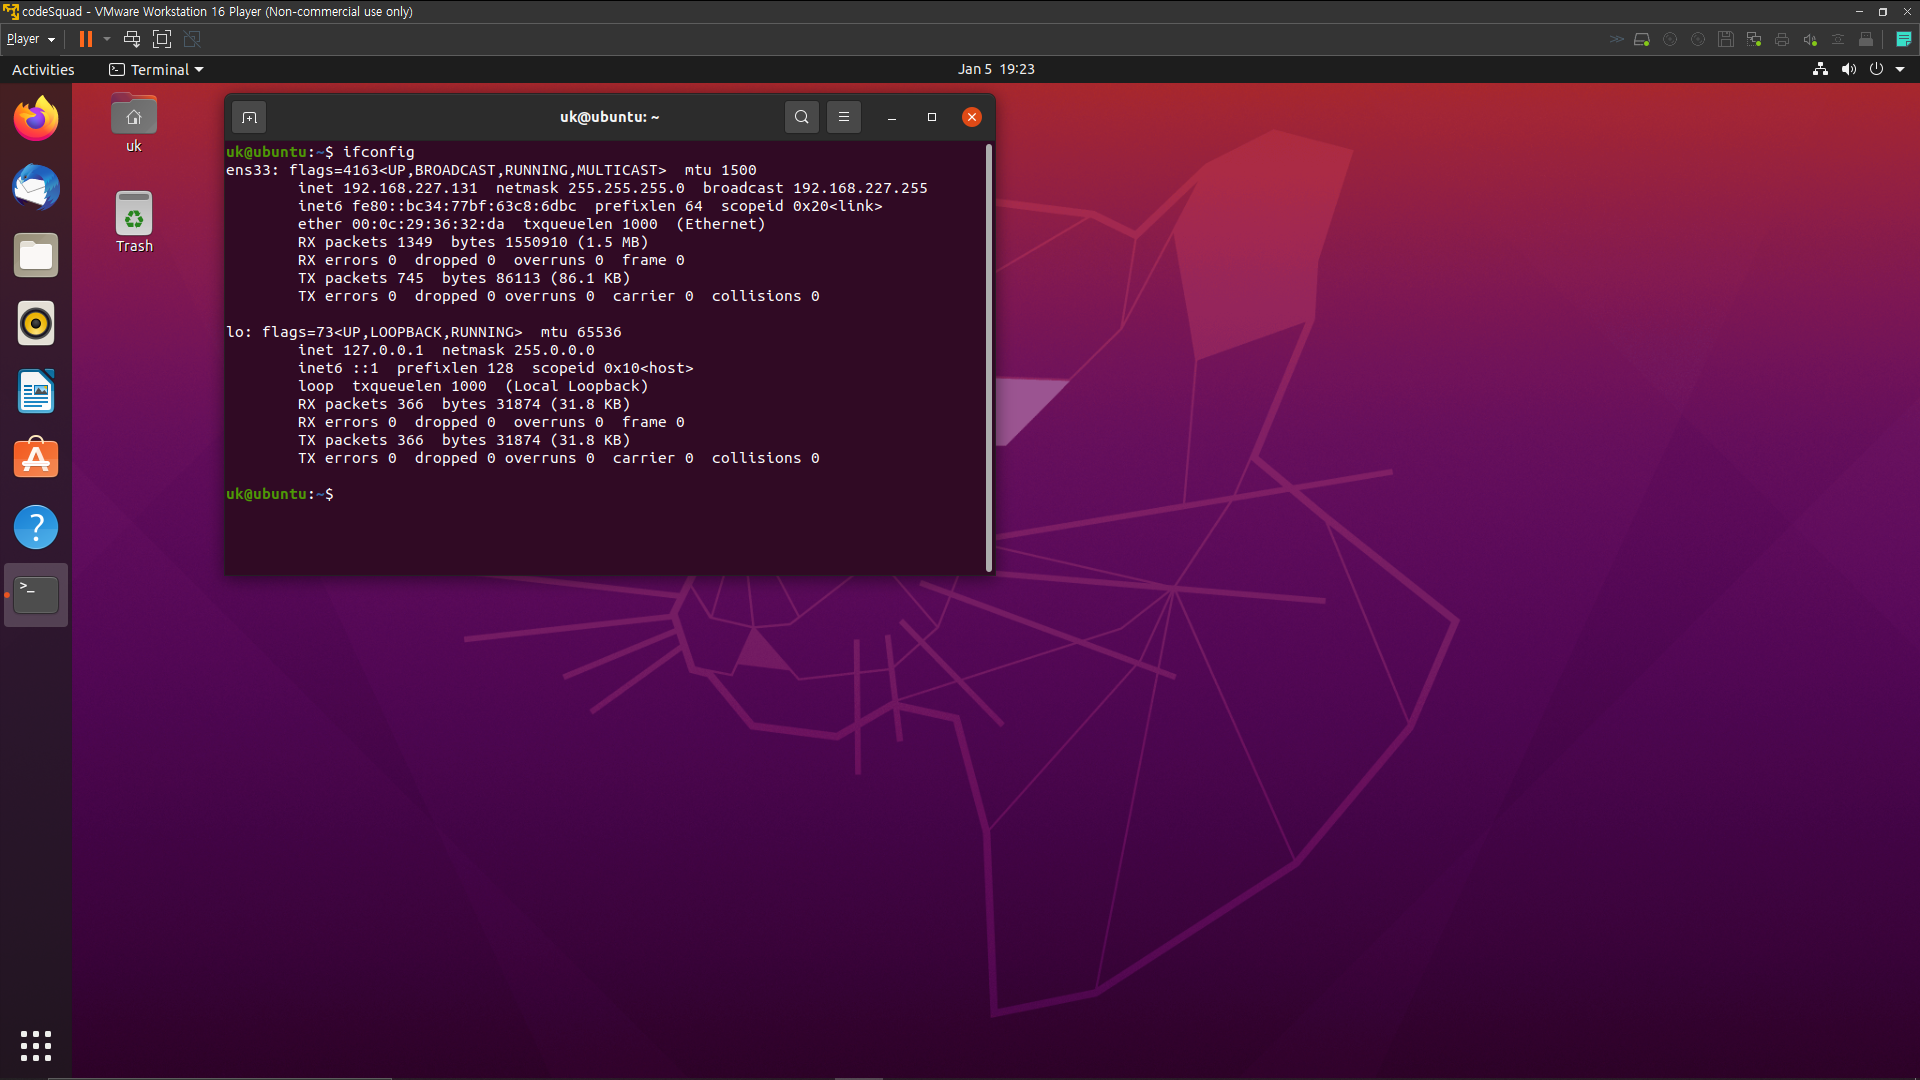 codeSquad - VMware Workstation 16 Player (Non-commercial use only)
Player
Activities
Terminal
Jan 5 19:23
uk
Trash
uk@ubuntu: ~
uk@ubuntu:~$ ifconfig
ens33: flags=4163<UP,BROADCAST,RUNNING,MULTICAST>  mtu 1500
        inet 192.168.227.131  netmask 255.255.255.0  broadcast 192.168.227.255
        inet6 fe80::bc34:77bf:63c8:6dbc  prefixlen 64  scopeid 0x20<link>
        ether 00:0c:29:36:32:da  txqueuelen 1000  (Ethernet)
        RX packets 1349  bytes 1550910 (1.5 MB)
        RX errors 0  dropped 0  overruns 0  frame 0
        TX packets 745  bytes 86113 (86.1 KB)
        TX errors 0  dropped 0 overruns 0  carrier 0  collisions 0
lo: flags=73<UP,LOOPBACK,RUNNING>  mtu 65536
        inet 127.0.0.1  netmask 255.0.0.0
        inet6 ::1  prefixlen 128  scopeid 0x10<host>
        loop  txqueuelen 1000  (Local Loopback)
        RX packets 366  bytes 31874 (31.8 KB)
        RX errors 0  dropped 0  overruns 0  frame 0
        TX packets 366  bytes 31874 (31.8 KB)
        TX errors 0  dropped 0 overruns 0  carrier 0  collisions 0
uk@ubuntu:~$